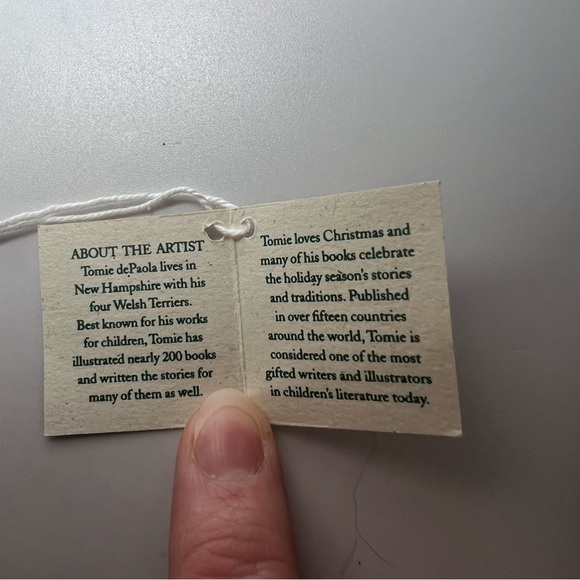 ABOUT THE ARTIST
Tomie dePaola lives in
New Hampshire with his
four Welsh Terriers.
Best known for his works
for children, Tomie has
illustrated nearly 200 books
and written the stories for
many of them as well.
Tomie loves Christmas and
many of his books celebrate
the holiday season's stories
and traditions. Published
in over fifteen countries
around the world, Tomie is
considered one of the most
gifted writers and illustrators
in children's literature today.